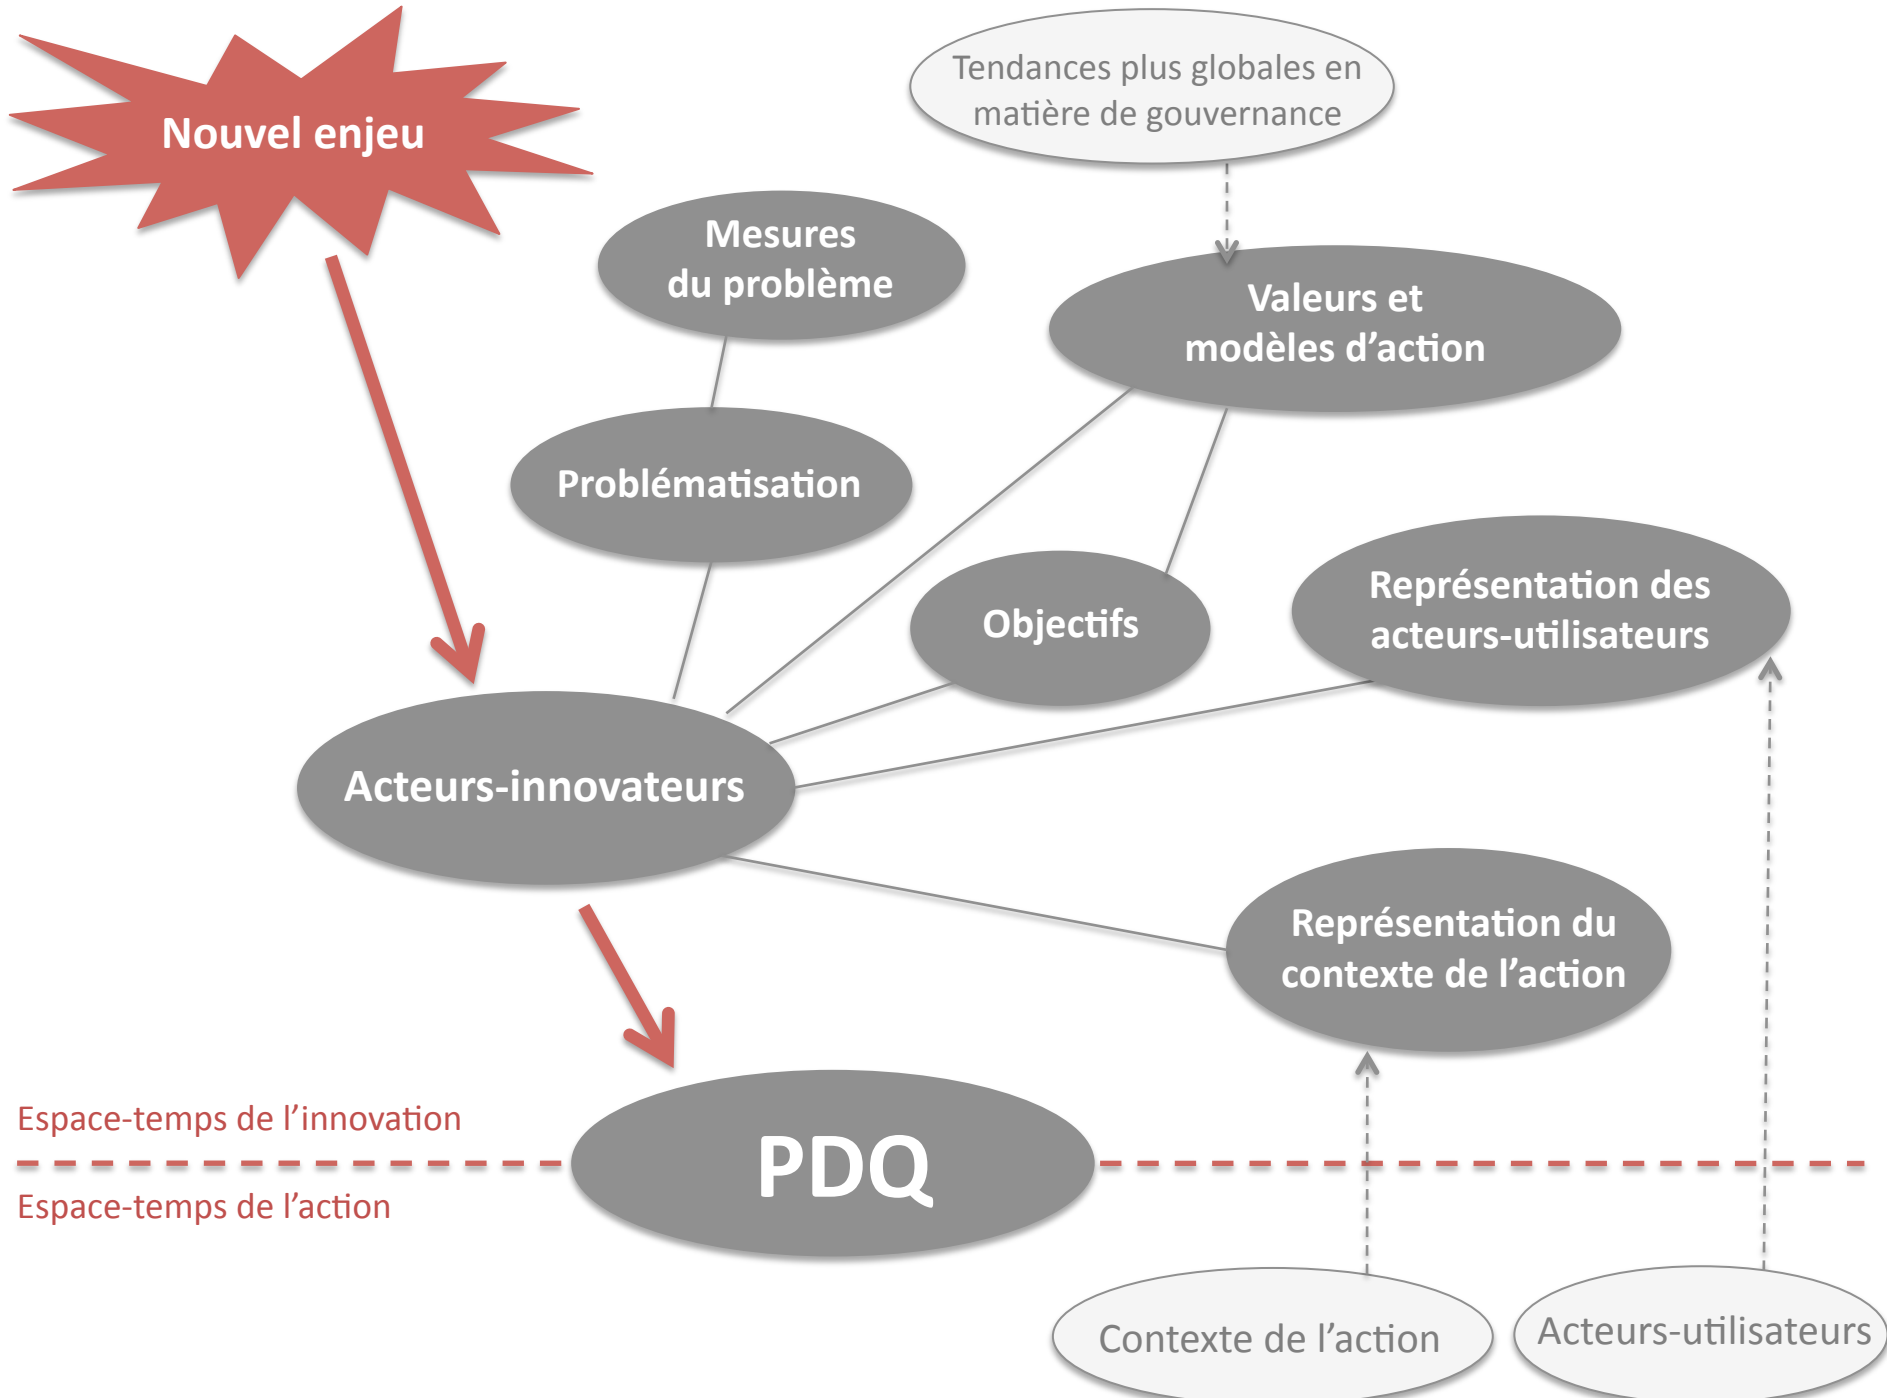 Nouvel enjeu
Tendances plus globales en
matière de gouvernance
Mesures
du problème
Valeurs et
modèles d’action
Problématisation
Objectifs
Représentation des
acteurs-utilisateurs
Acteurs-innovateurs
Représentation du
contexte de l’action
Espace-temps de l’innovation
PDQ
Espace-temps de l’action
Contexte de l’action
Acteurs-utilisateurs